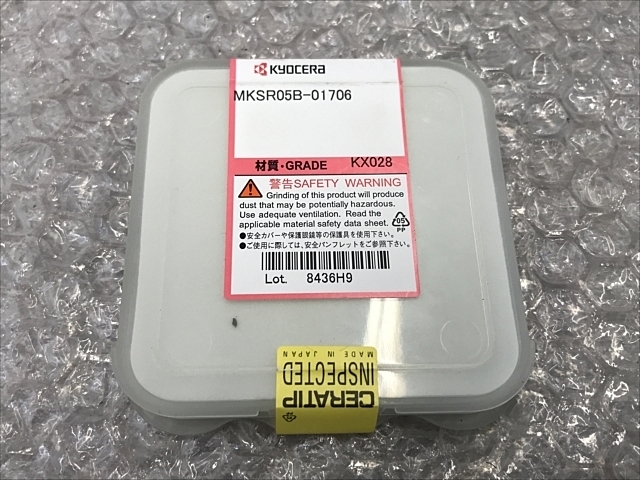 KYOCERA
MKSR05B-01706
材質・GRADE KX028
警告SAFETY WARNING
Grinding of this product will produce
dust that may be potentially hazardous.
Use adequate ventilation. Read the
applicable material safety data sheet.
05
PP
●安全カバーや保護眼鏡等の保護具を使用下さい。
●ご使用に際しては、安全パンフレットをご参照下さい。
Lot. 8436H9
CERATIP
INSPECTED
MADE IN JAPAN